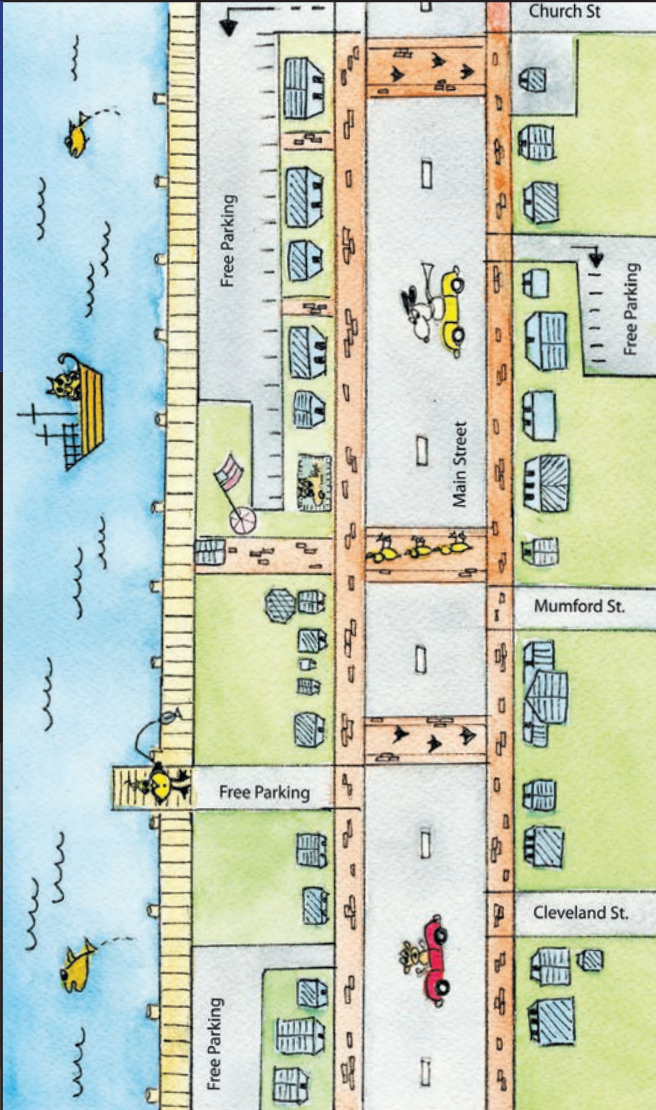 Church St
Free Parking
Free Parking
Main Street
Mumford St.
Free Parking
Cleveland St.
Free Parking